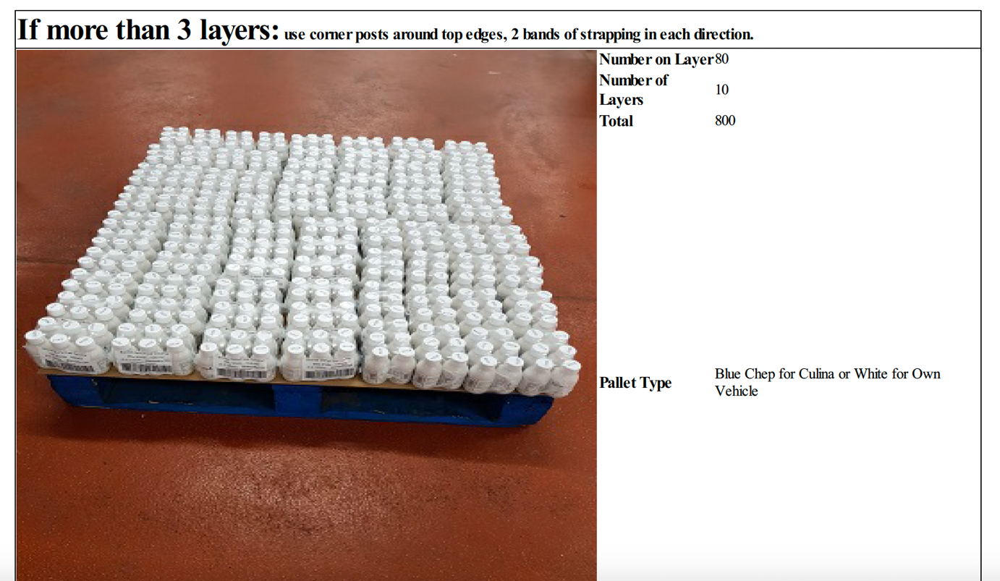 If more than 3 layers: use corner posts around top edges, 2 bands of strapping in each direction.
Number on Layer 80
Number of
Layers
10
Total 800
Pallet Type
Blue Chep for Culina or White for Own
Vehicle